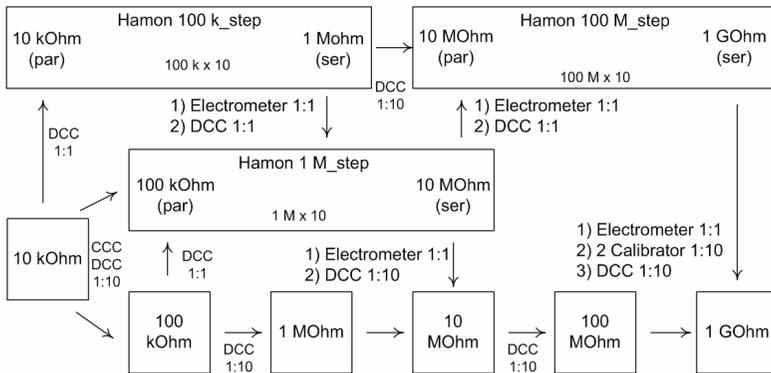 Hamon 100 k_step
10 kOhm
(par)
1 Mohm
(ser)
100 k x 10
Hamon 100 M_step
10 MOhm
(par)
1 GOhm
(ser)
100 M x 10
DCC
1:10
DCC
1:1
1) Electrometer 1:1
2) DCC 1:1
1) Electrometer 1:1
2) DCC 1:1
Hamon 1 M_step
100 kOhm
(par)
10 MOhm
(ser)
1 M x 10
10 kOhm
CCC
DCC
1:10
DCC
1:1
1) Electrometer 1:1
2) DCC 1:10
1) Electrometer 1:1
2) 2 Calibrator 1:10
3) DCC 1:10
100
kOhm
DCC
1:10
1 MOhm
10
MOhm
DCC
1:10
100
MOhm
1 GOhm